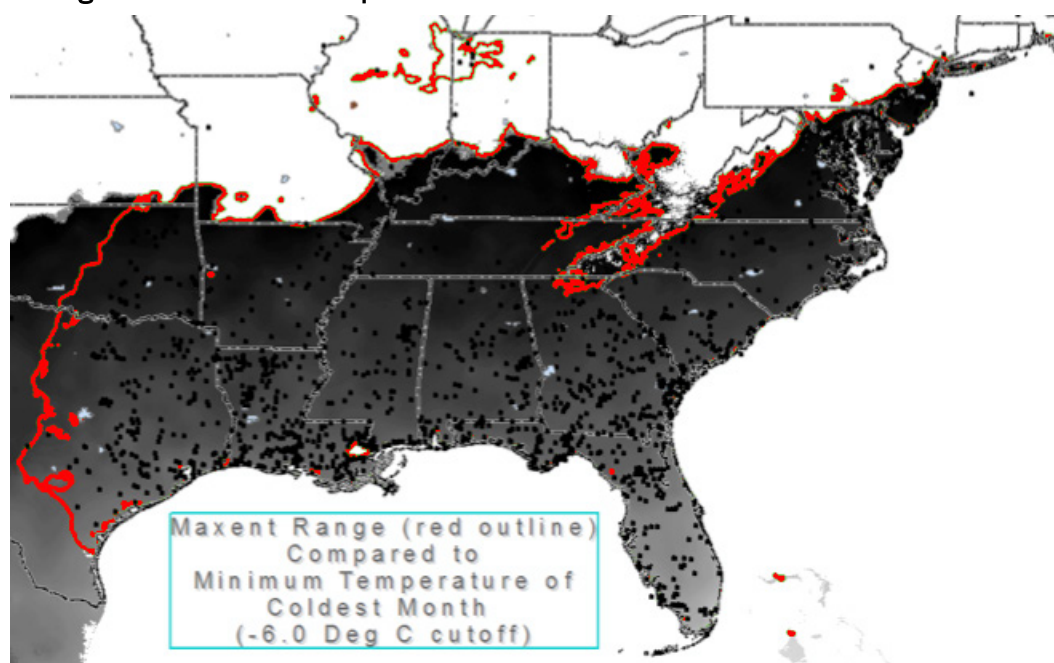 Maxent Range (red outline)
Compared to
Minimum Temperature of
Coldest Month
(-6.0 Deg C cutoff)